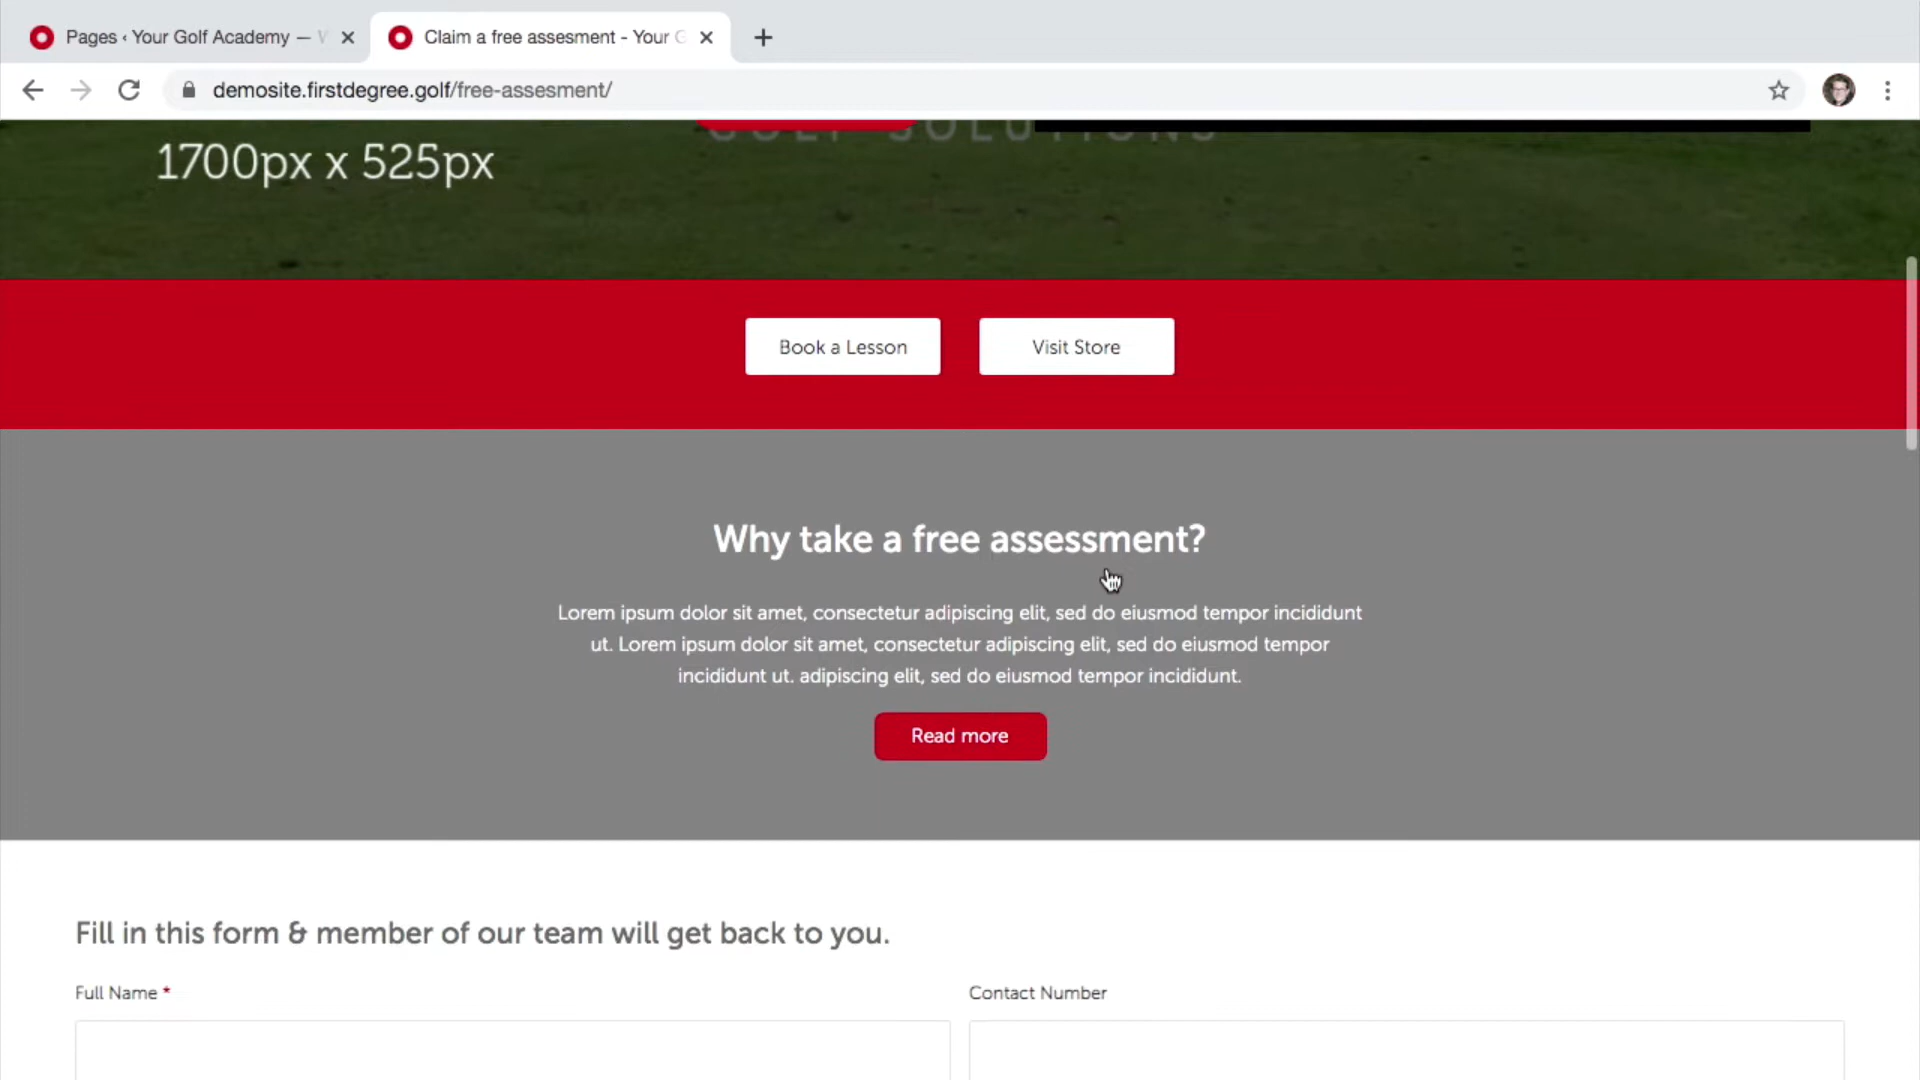 Pages ‹ Your Golf Academy — W
Claim a free assesment - Your G
demosite.firstdegree.golf/free-assesment/
GOLF SOLUTIONS
1700px x 525px
Book a Lesson
Visit Store
Why take a free assessment?
Lorem ipsum dolor sit amet, consectetur adipiscing elit, sed do eiusmod tempor incididunt
ut. Lorem ipsum dolor sit amet, consectetur adipiscing elit, sed do eiusmod tempor
incididunt ut. adipiscing elit, sed do eiusmod tempor incididunt.
Read more
Fill in this form & member of our team will get back to you.
Full Name *
Contact Number